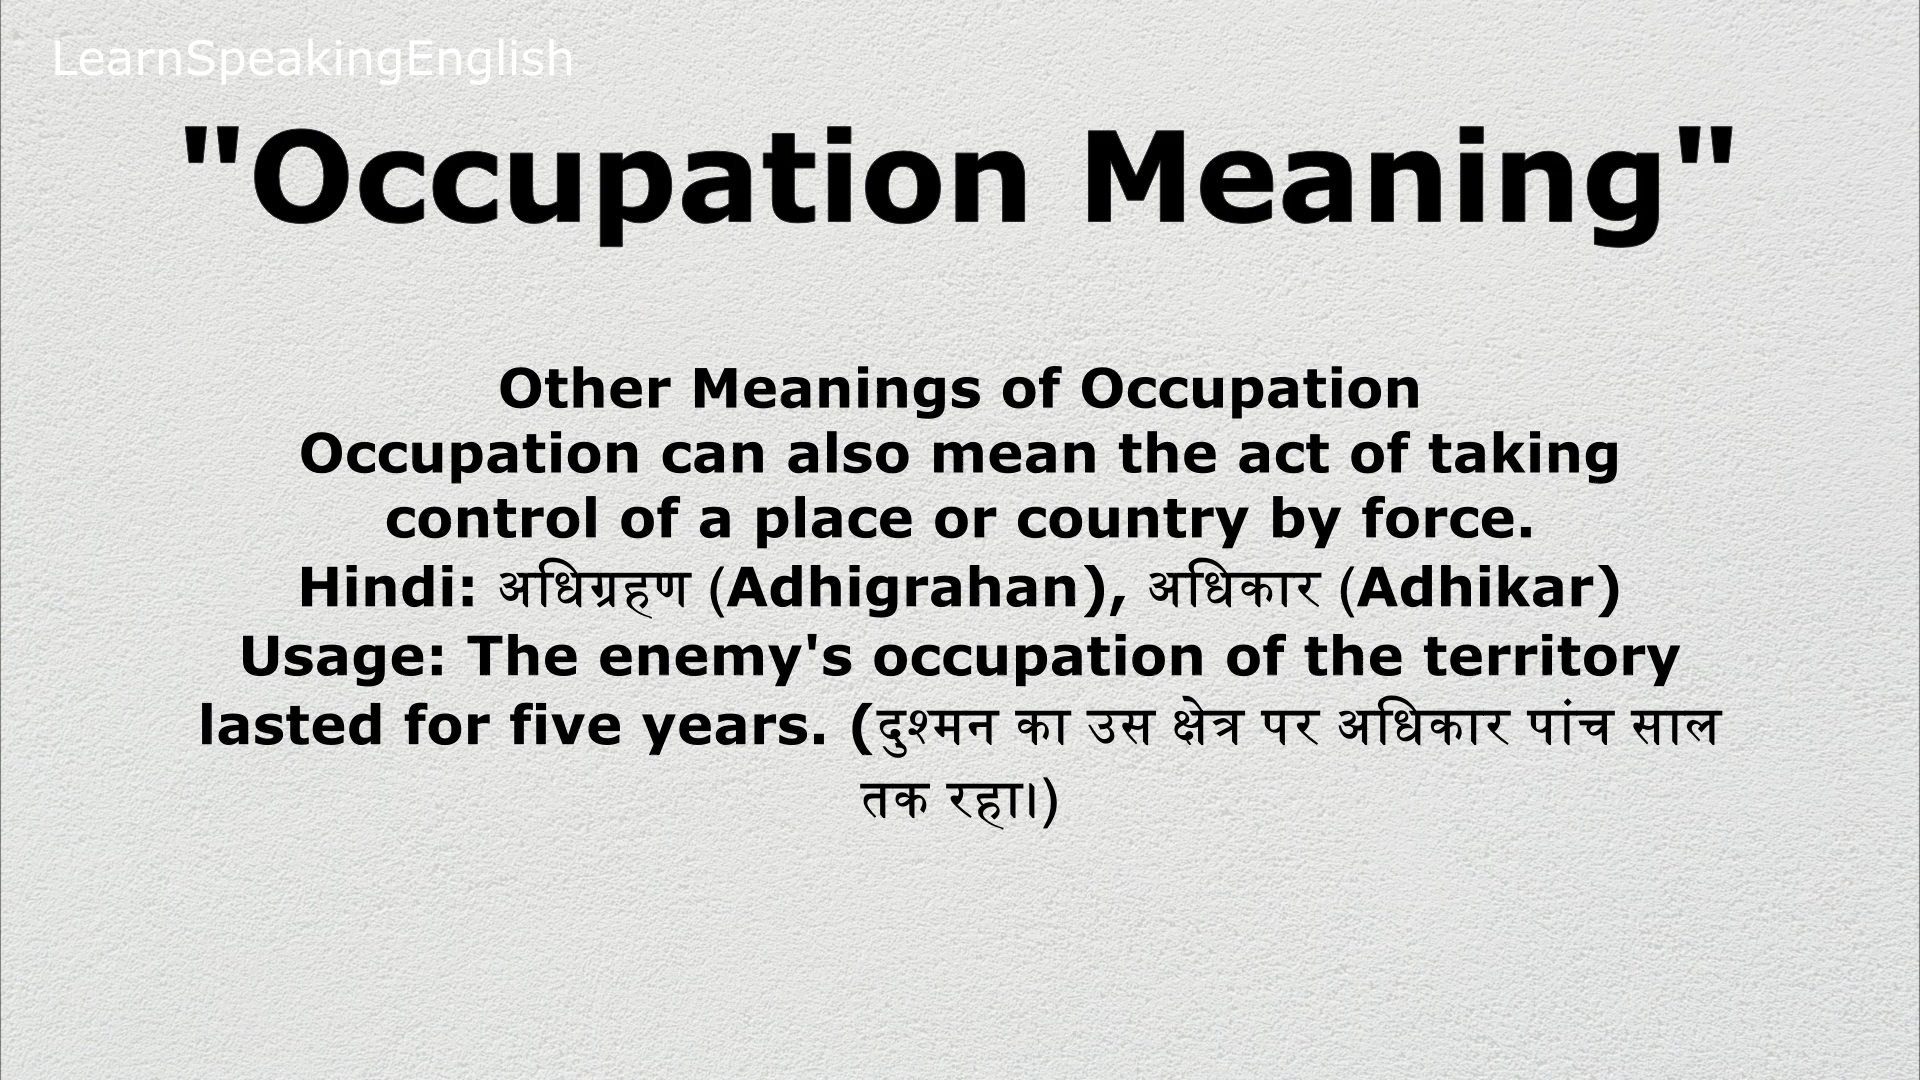 LearnSpeakingEnglish
"Occupation Meaning"
Other Meanings of Occupation
Occupation can also mean the act of taking
control of a place or country by force.
Hindi: अधिग्रहण (Adhigrahan), अधिकार (Adhikar)
Usage: The enemy's occupation of the territory
lasted for five years. (दुश्मन का उस क्षेत्र पर अधिकार पांच साल
तक रहा।)